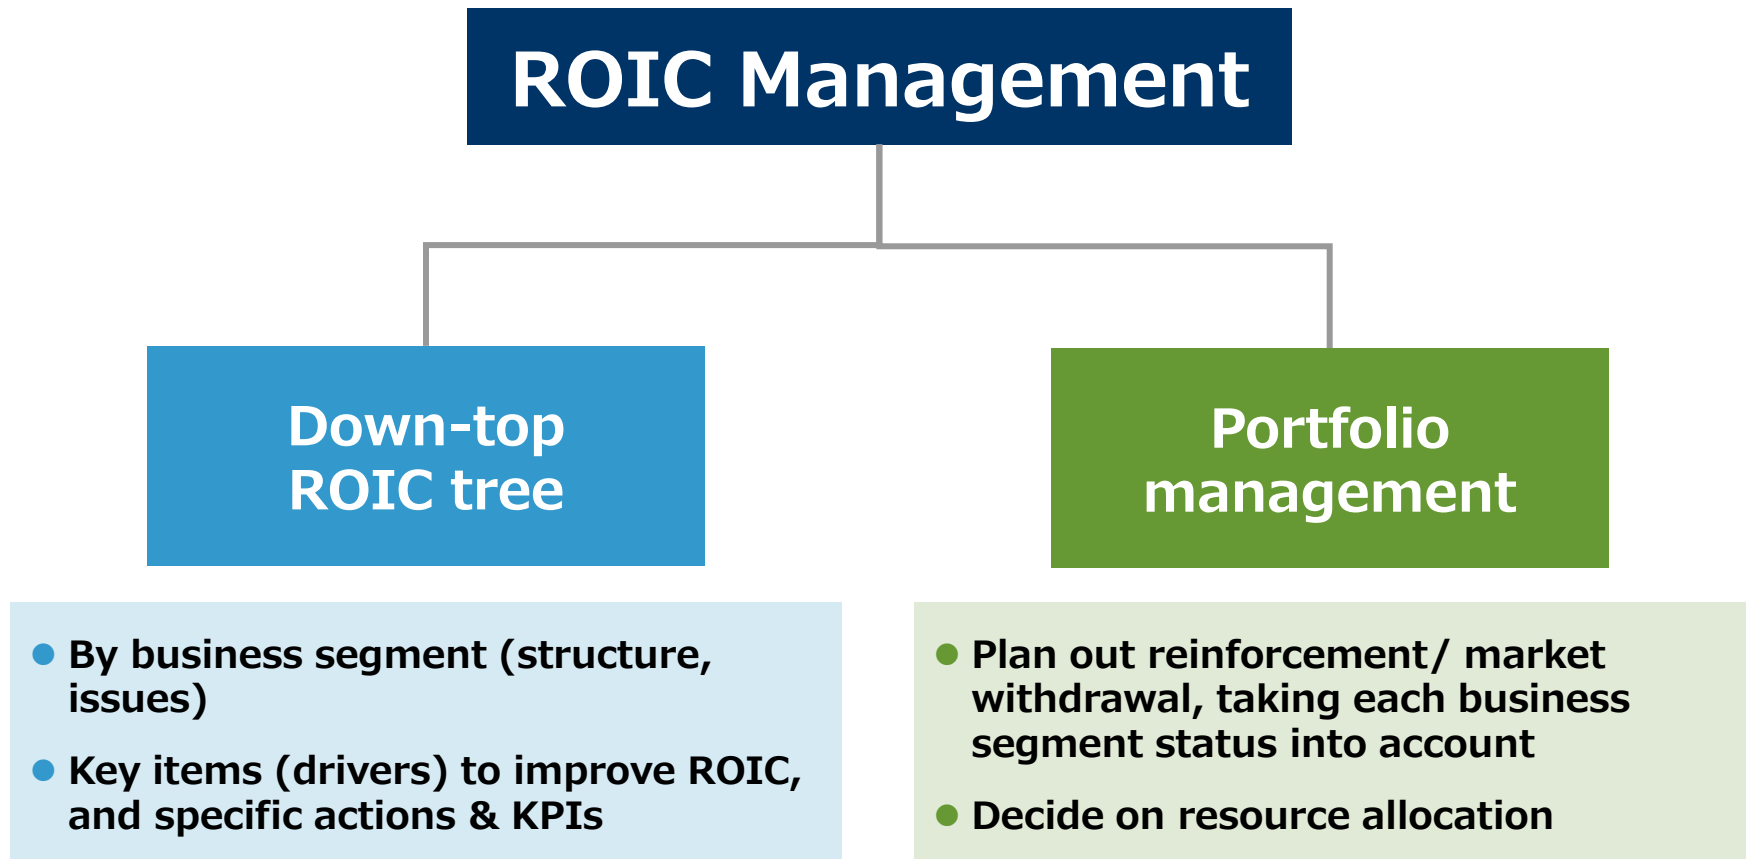 ROIC Management
Down-top
ROIC tree
Portfolio
management
● By business segment (structure,
issues)
● Key items (drivers) to improve ROIC,
and specific actions & KPIs
● Plan out reinforcement/ market
withdrawal, taking each business
segment status into account
● Decide on resource allocation